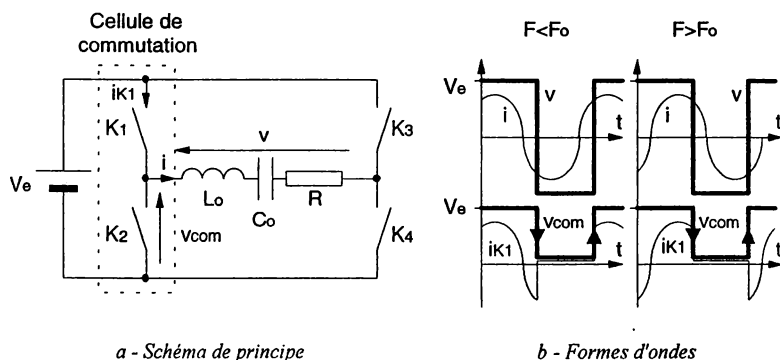 Cellule de
commutation
iK1
K1
K3
v
i
Ve
Lo
Co
R
K2
Vcom
K4
a - Schéma de principe
F<Fo
F>Fo
Ve
v
v
i
t
i
t
Ve
Vcom
Vcom
iK1
t
iK1
t
b - Formes d'ondes